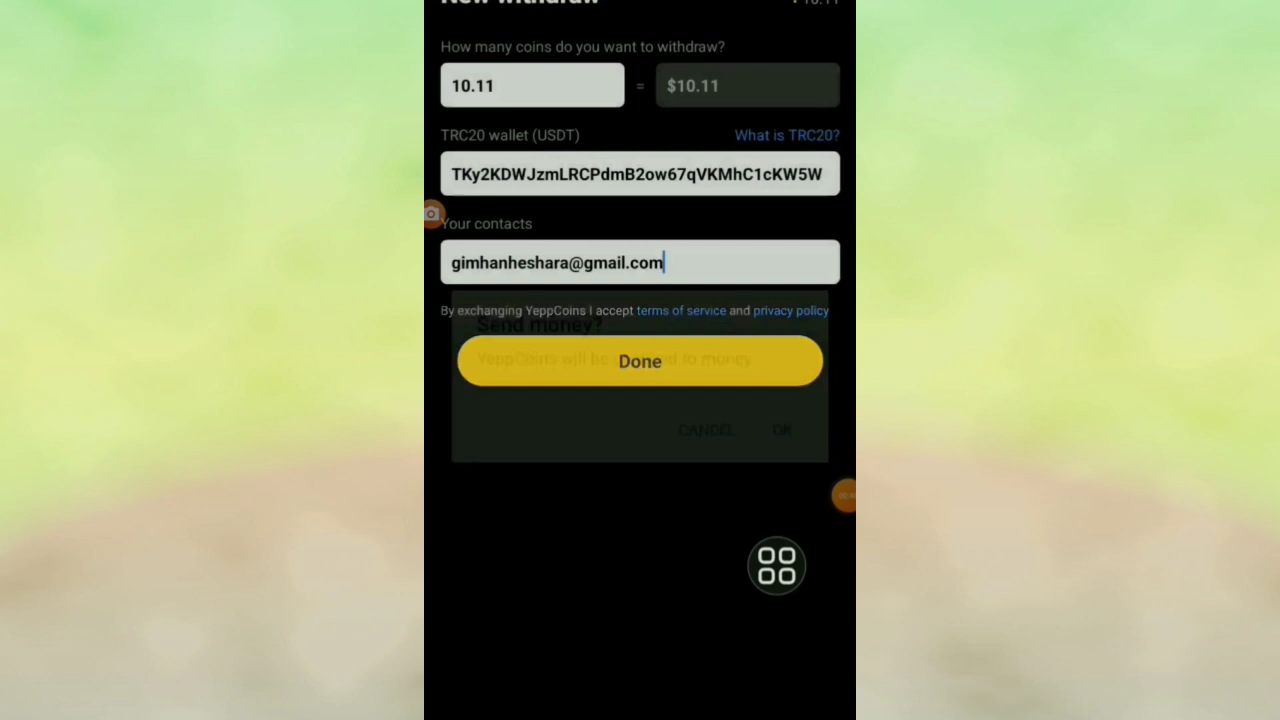 New withdraw
10.11
How many coins do you want to withdraw?
10.11 = $10.11
TRC20 wallet (USDT) What is TRC20?
TKy2KDWJzmLRCPdmB2ow67qVKMhC1cKW5W
Your contacts
gimhanheshara@gmail.com
By exchanging YeppCoins I accept terms of service and privacy policy
Send money?
YeppCoins will be to money
Done
CANCEL OK